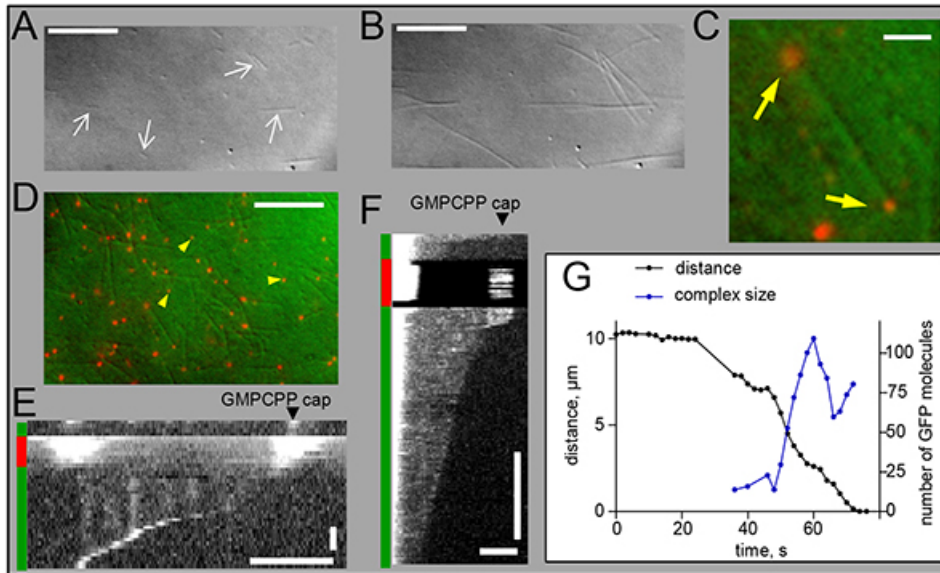 A
B
C
D
F
GMPCPP cap
E
GMPCPP cap
G
distance
complex size
10
5
0
distance, µm
100
75
50
25
0
number of GFP molecules
0 20 40 60
time, s